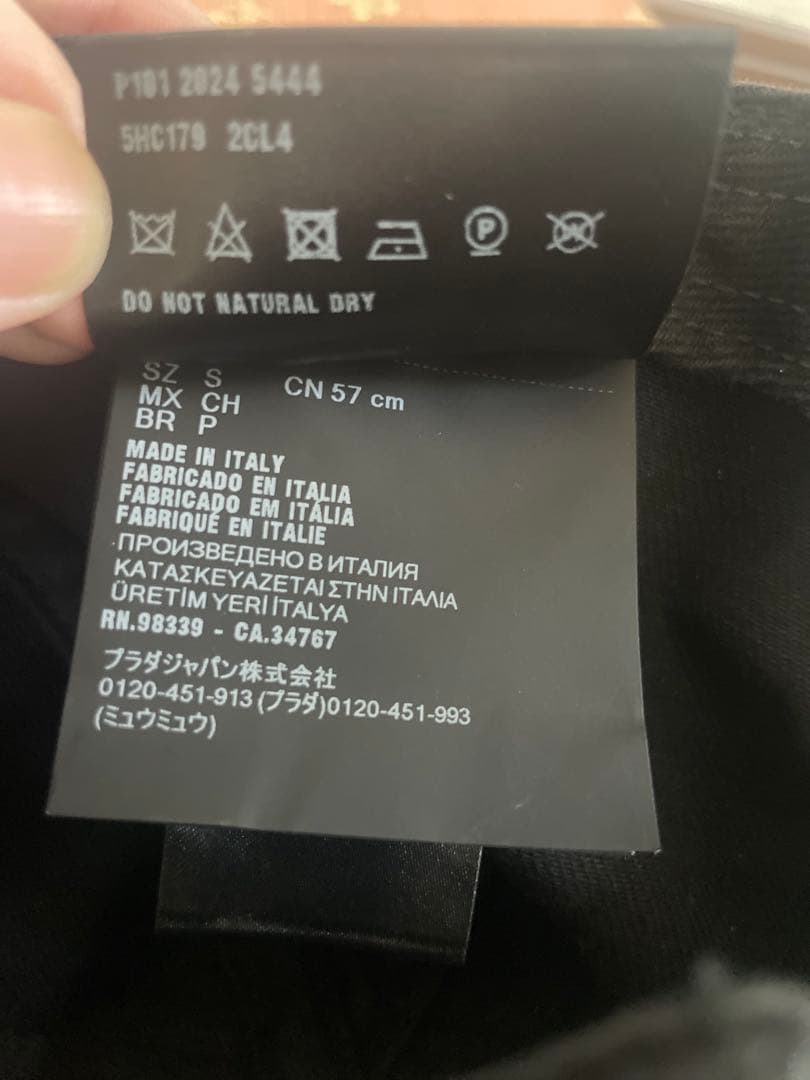 P101 2024 5444
5HC179 2CL4
P
DO NOT NATURAL DRY
SZ S
CN 57 cm
MX CH
BR P
MADE IN ITALY
FABRICADO EN ITALIA
FABRICADO EM ITÁLIA
FABRIQUÉ EN ITALIE
ПРОИЗВЕДЕНО В ИТАЛИЯ
ΚΑΤΑΣΚΕΥΑΖΕΤΑΙ ΣΤΗΝ ΙΤΑΛΙΑ
ÜRETİM YERİ İTALYA
RN.98339 - CA.34767
プラダジャパン株式会社
0120-451-913 (プラダ)0120-451-993
(ミュウミュウ)